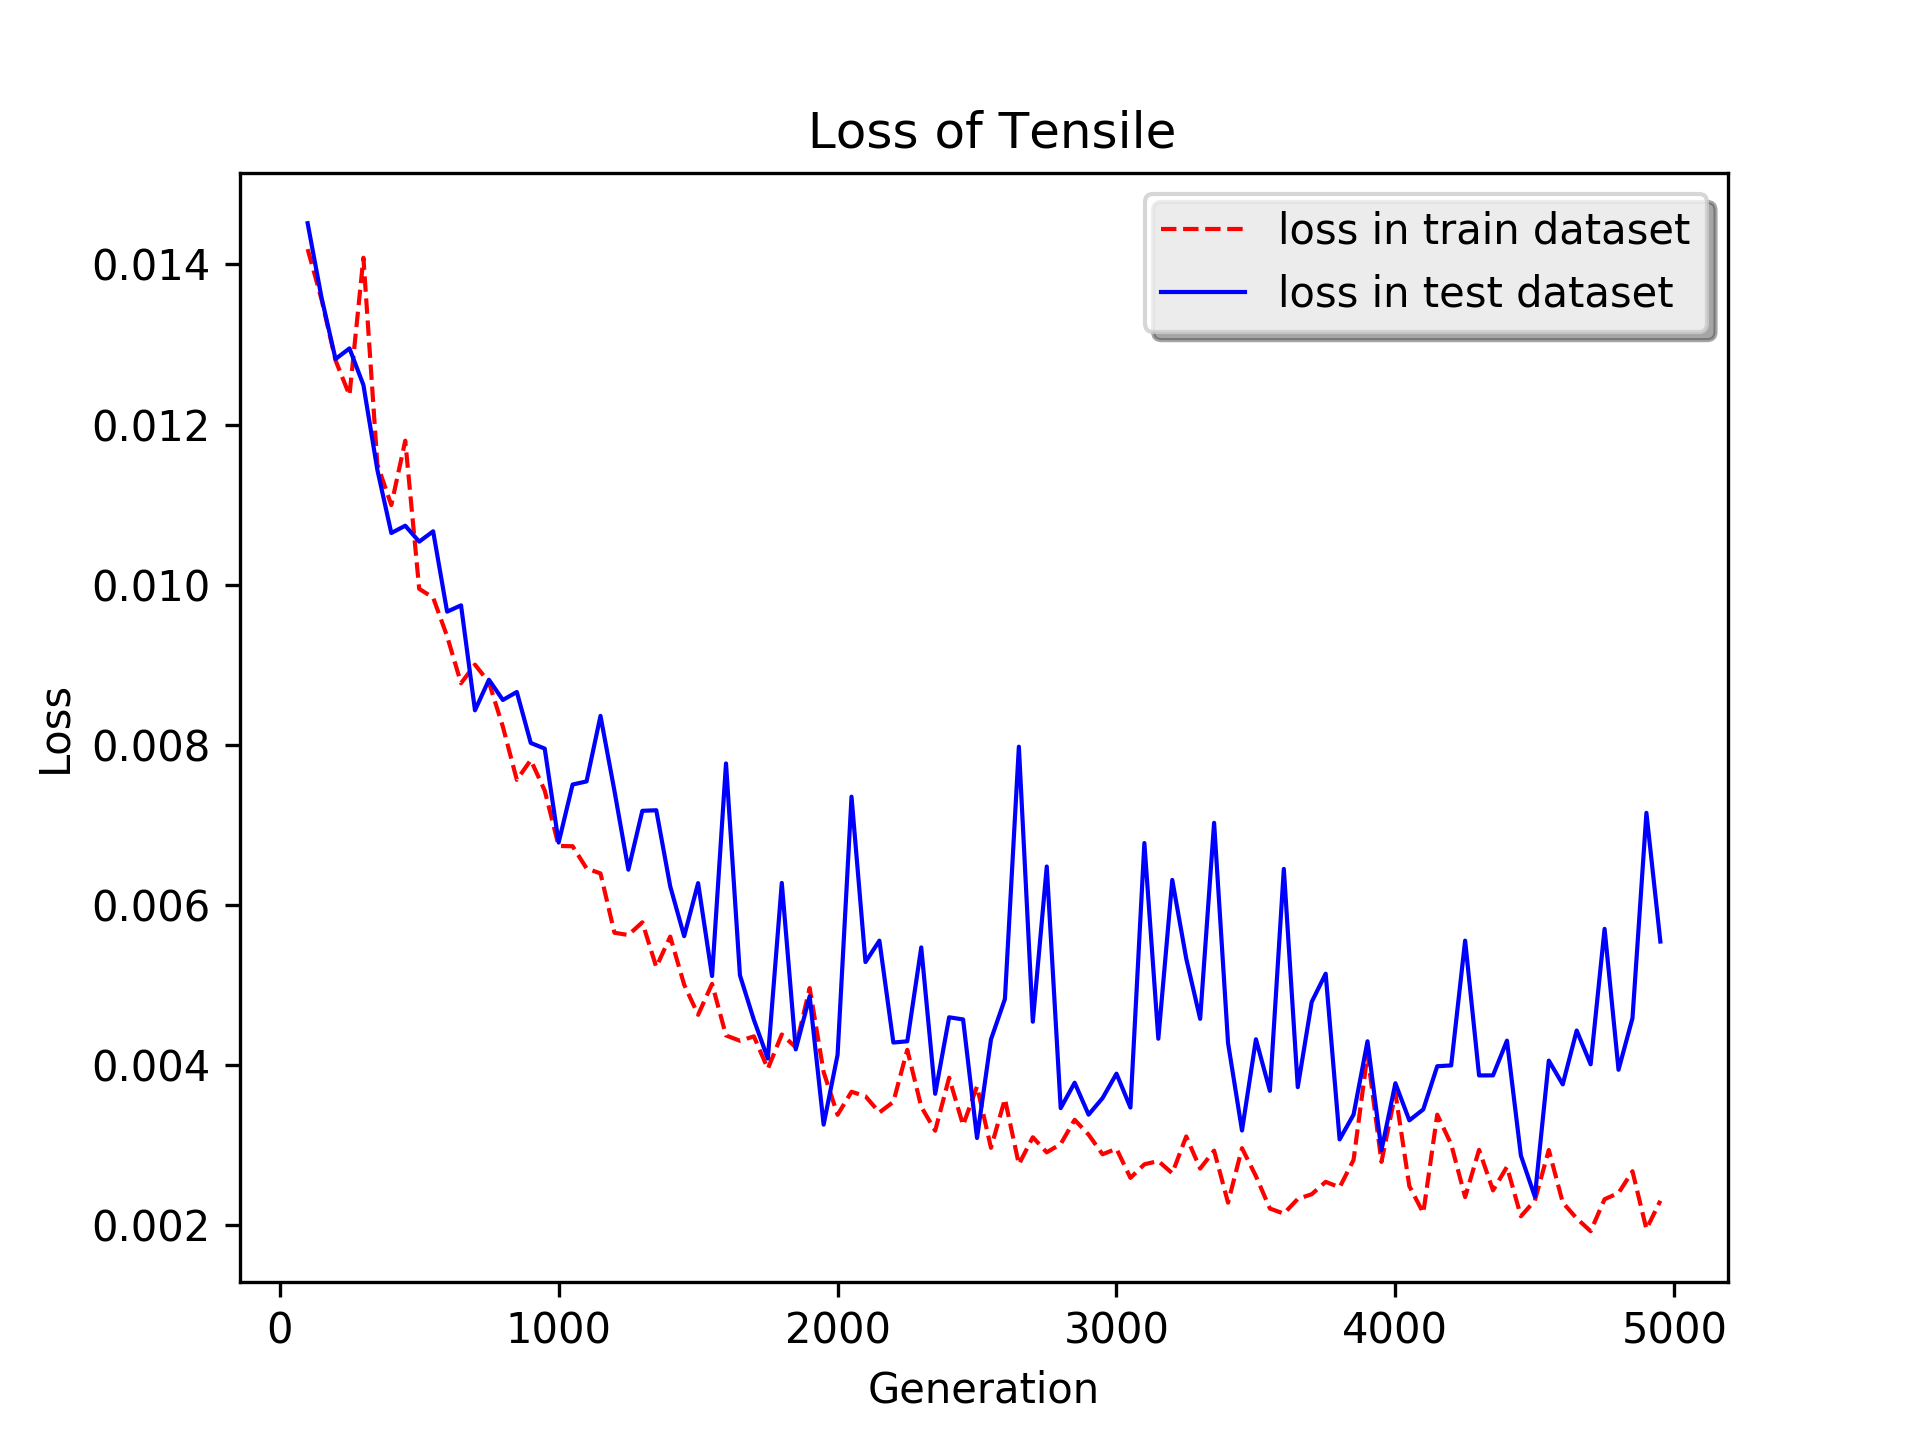 Loss of Tensile
loss in train dataset
loss in test dataset
0.014
0.012
0.010
0.008
0.006
0.004
0.002
Loss
0 1000 2000 3000 4000 5000
Generation